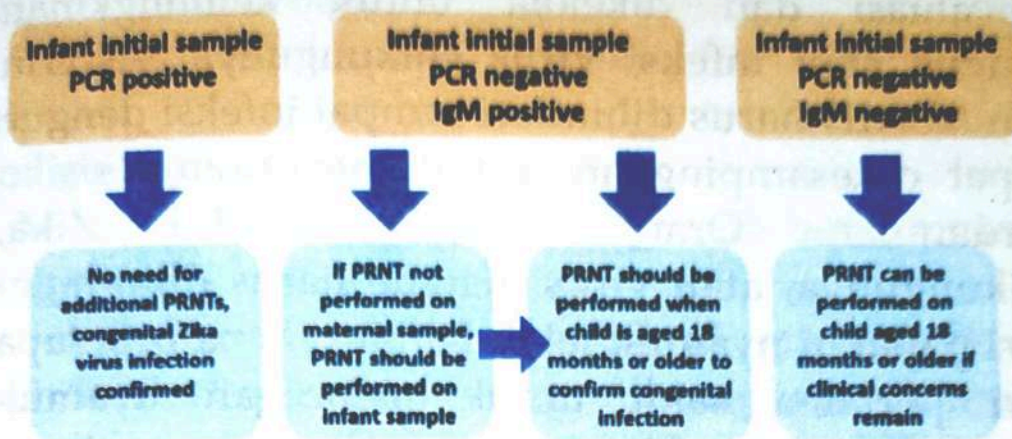 Infant initial sample
PCR positive
Infant initial sample
PCR negative
IgM positive
Infant initial sample
PCR negative
IgM negative
No need for
additional PRNTs,
congenital Zika
virus infection
confirmed
If PRNT not
performed on
maternal sample,
PRNT should be
performed on
infant sample
PRNT should be
performed when
child is aged 18
months or older to
confirm congenital
infection
PRNT can be
performed on
child aged 18
months or older if
clinical concerns
remain